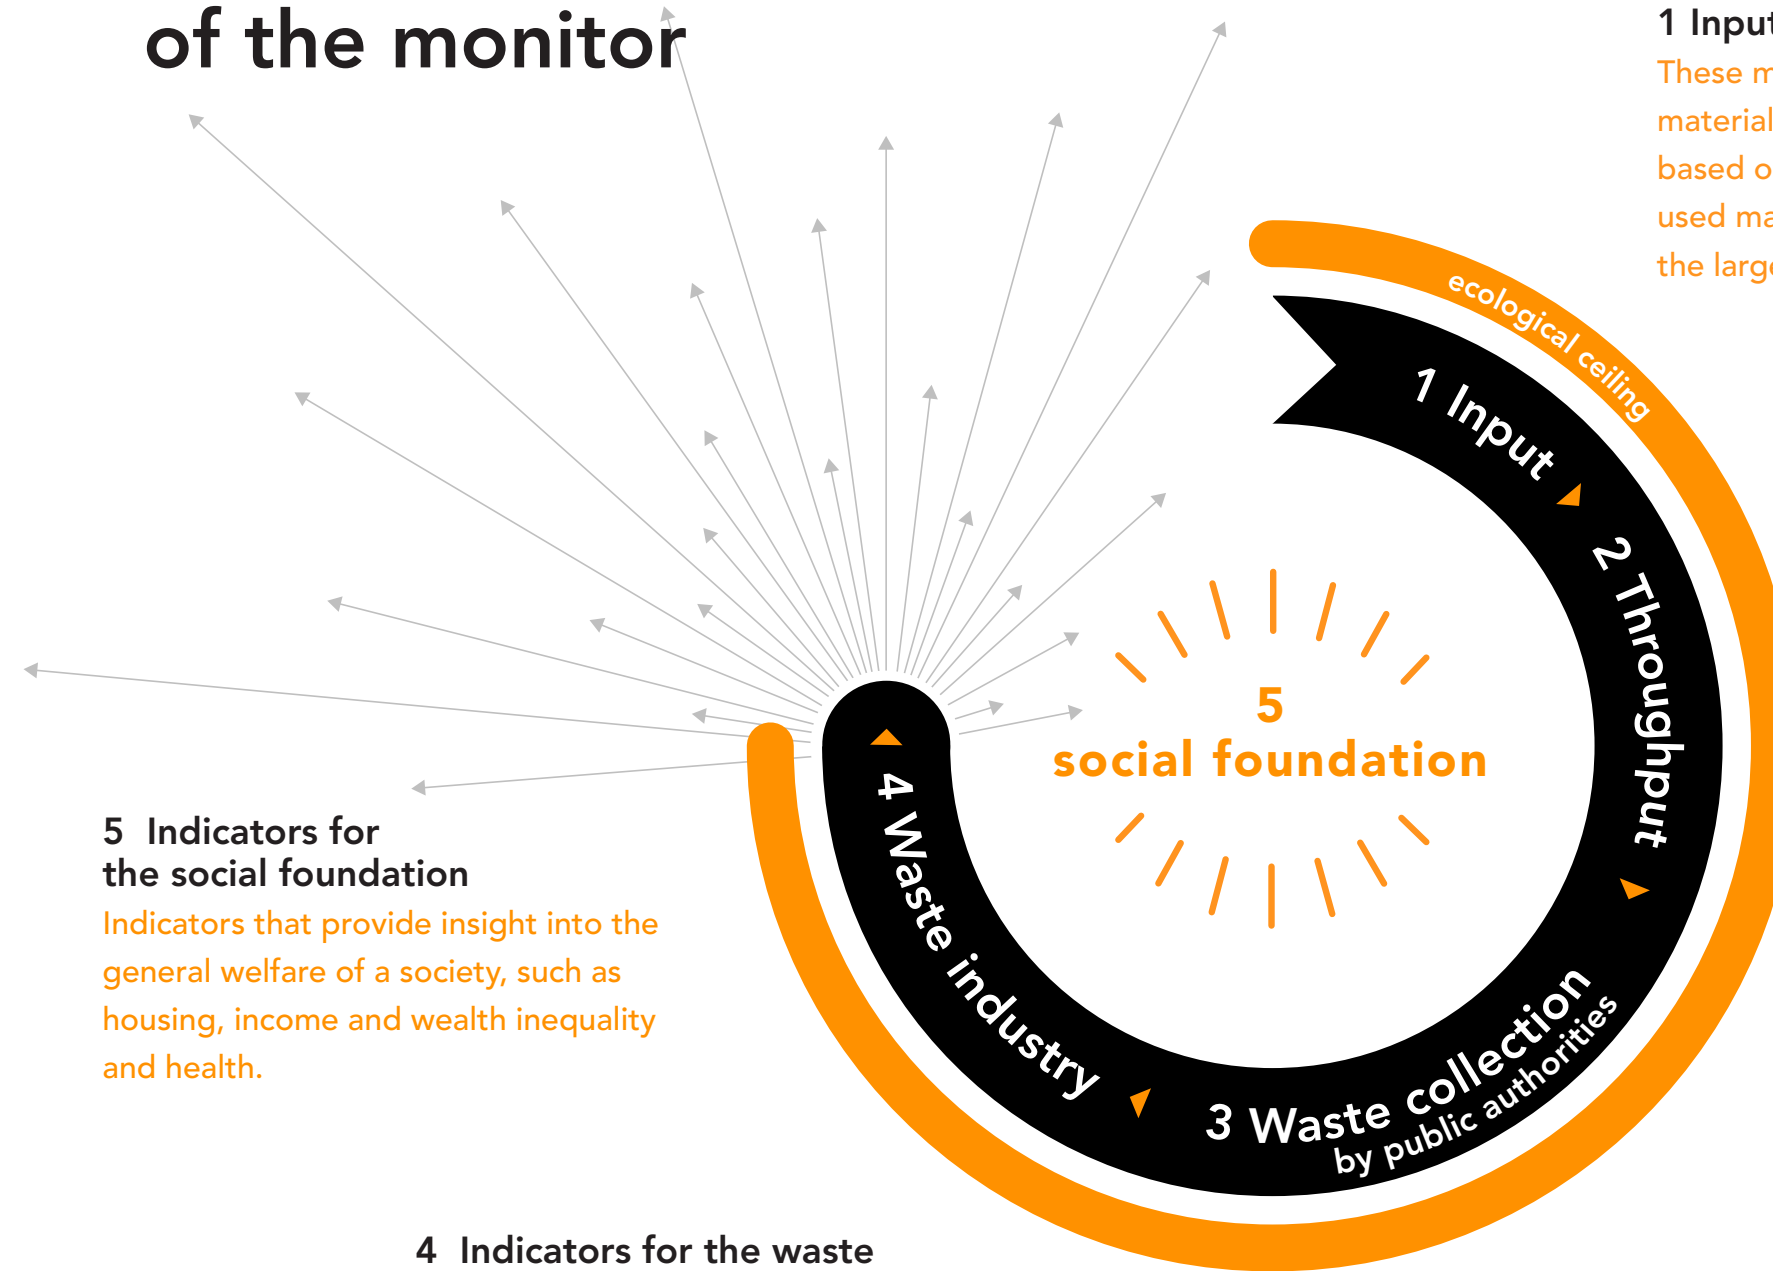 of the monitor
1 Input
These m
material
based o
used ma
the large
ecological ceiling
1 Input
2 Throughput
3 Waste collection
by public authorities
4 Waste industry
5
social foundation
5 Indicators for
the social foundation
Indicators that provide insight into the
general welfare of a society, such as
housing, income and wealth inequality
and health.
4 Indicators for the waste